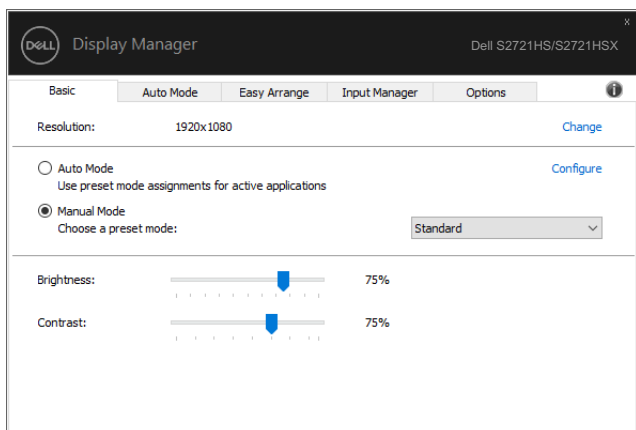 x
DELL Display Manager Dell S2721HS/S2721HSX
Basic Auto Mode Easy Arrange Input Manager Options i
Resolution: 1920x1080 Change
Auto Mode Configure
Use preset mode assignments for active applications
Manual Mode
Choose a preset mode: Standard
Brightness: 75%
Contrast: 75%